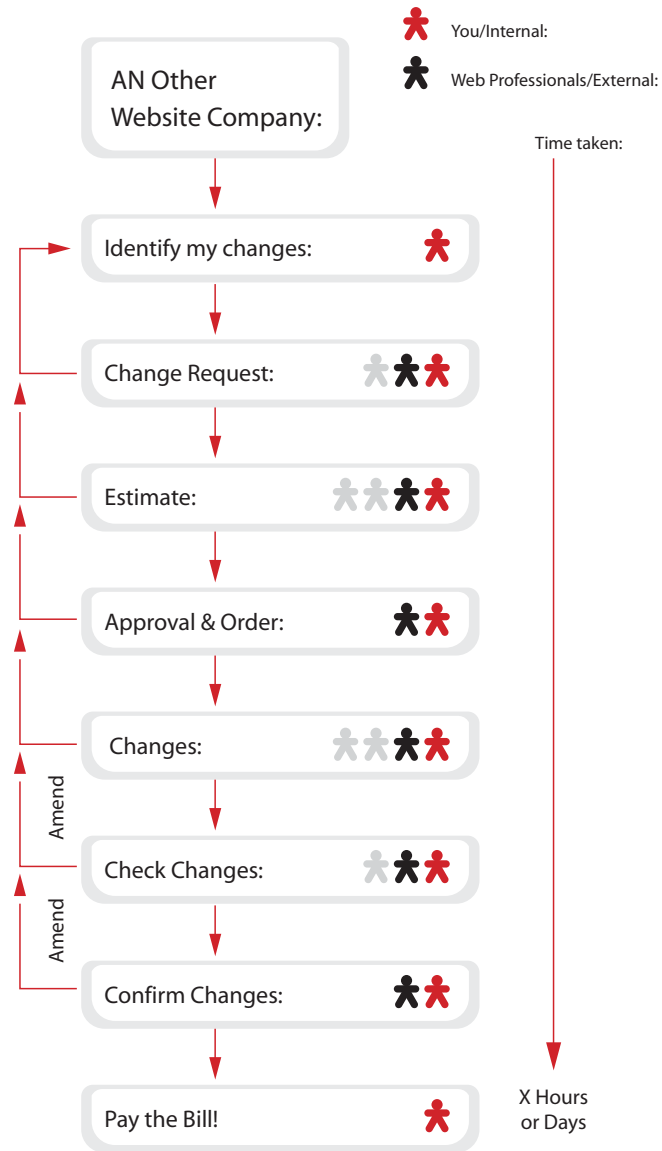 You/Internal:
Web Professionals/External:
AN Other
Website Company:
Time taken:
Identify my changes:
Change Request:
Estimate:
Approval & Order:
Changes:
Amend
Check Changes:
Amend
Confirm Changes:
Pay the Bill!
X Hours
or Days